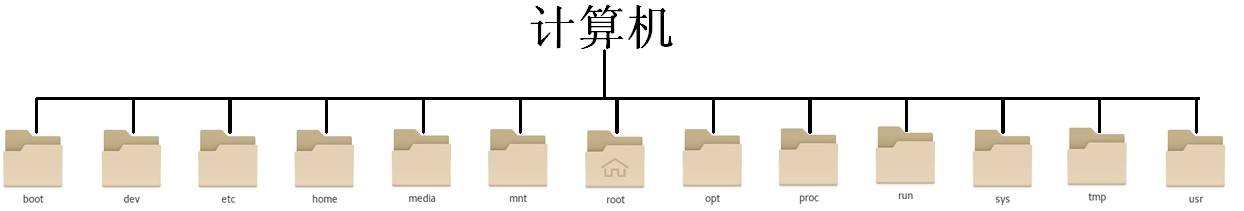 计算机
boot dev etc home media mnt root opt proc run sys tmp usr